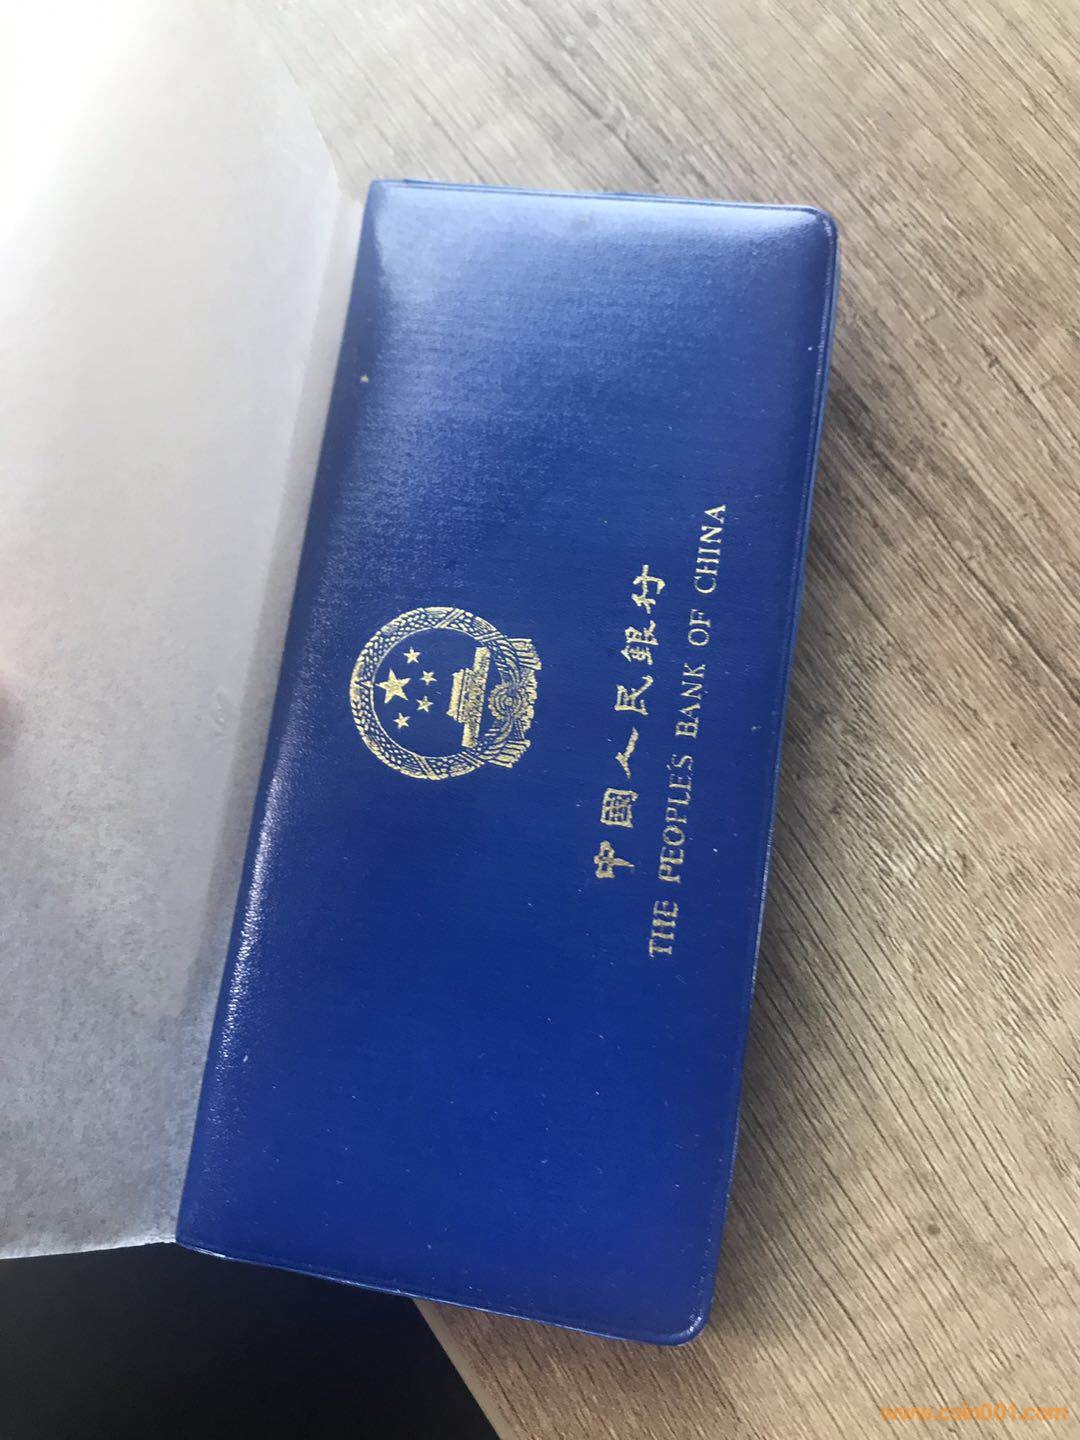 中國人民銀行
THE PEOPLE'S BANK OF CHINA
www.coin001.com